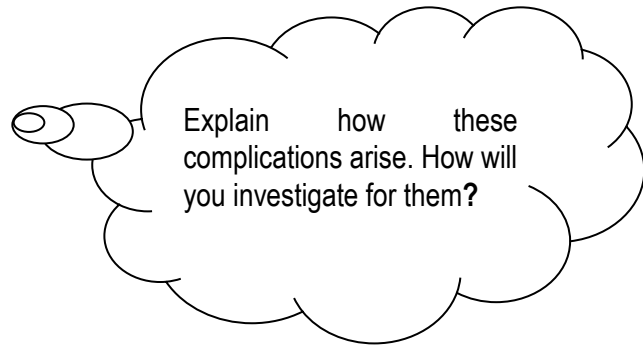 Explain how these
complications arise. How will
you investigate for them?